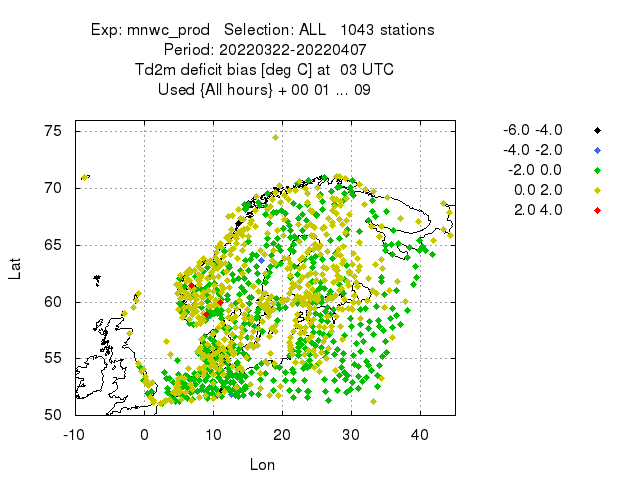 Exp: mnwc_prod   Selection: ALL   1043 stations
Period: 20220322-20220407
Td2m deficit bias [deg C] at  03 UTC
Used {All hours} + 00 01 ... 09
-6.0 -4.0
-4.0 -2.0
-2.0 0.0
0.0 2.0
2.0 4.0
75
70
65
60
55
50
Lat
-10 0 10 20 30 40
Lon